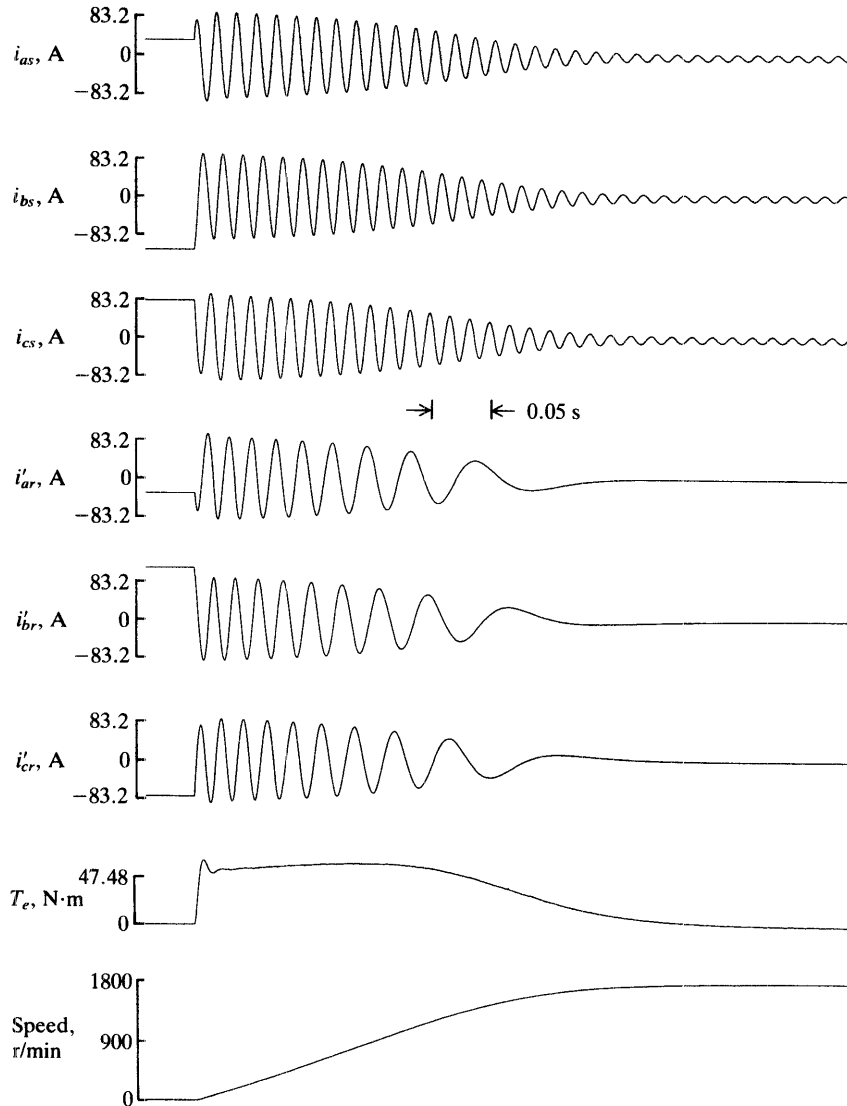 83.2
i_as, A 0
−83.2
83.2
i_bs, A 0
−83.2
83.2
i_cs, A 0
−83.2
0.05 s
83.2
i′_ar, A 0
−83.2
83.2
i′_br, A 0
−83.2
83.2
i′_cr, A 0
−83.2
47.48
T_e, N·m
0
1800
Speed,
900
r/min
0